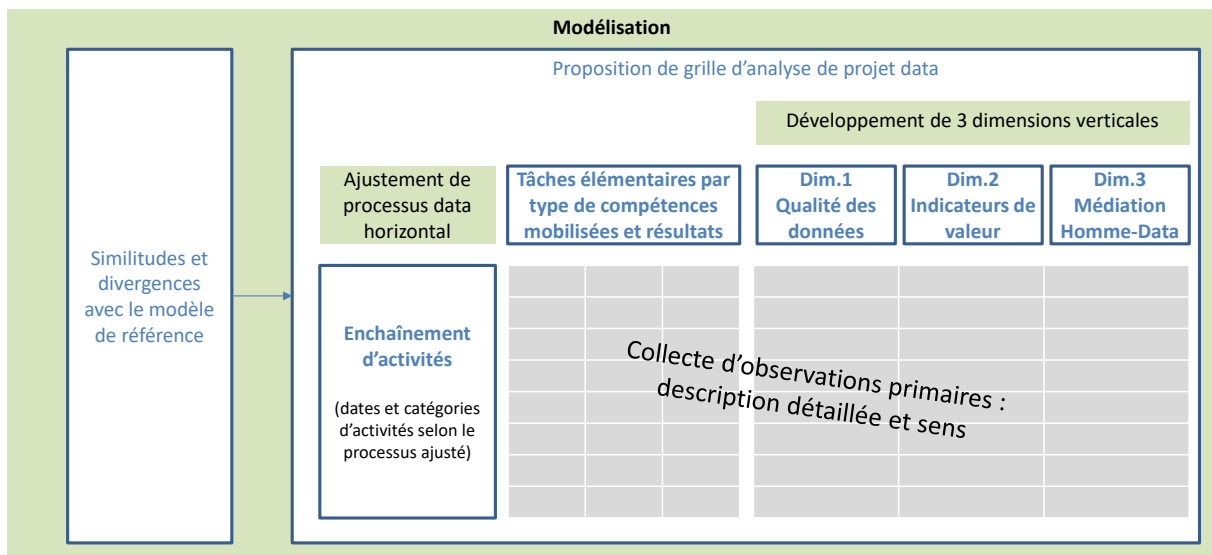 Modélisation
Proposition de grille d'analyse de projet data
Développement de 3 dimensions verticales
Similitudes et
divergences
avec le modèle
de référence
Ajustement de
processus data
horizontal
Tâches élémentaires par
type de compétences
mobilisées et résultats
Dim.1
Qualité des
données
Dim.2
Indicateurs de
valeur
Dim.3
Médiation
Homme-Data
Enchaînement
d'activités
(dates et catégories
d'activités selon le
processus ajusté)
Collecte d'observations primaires :
description détaillée et sens